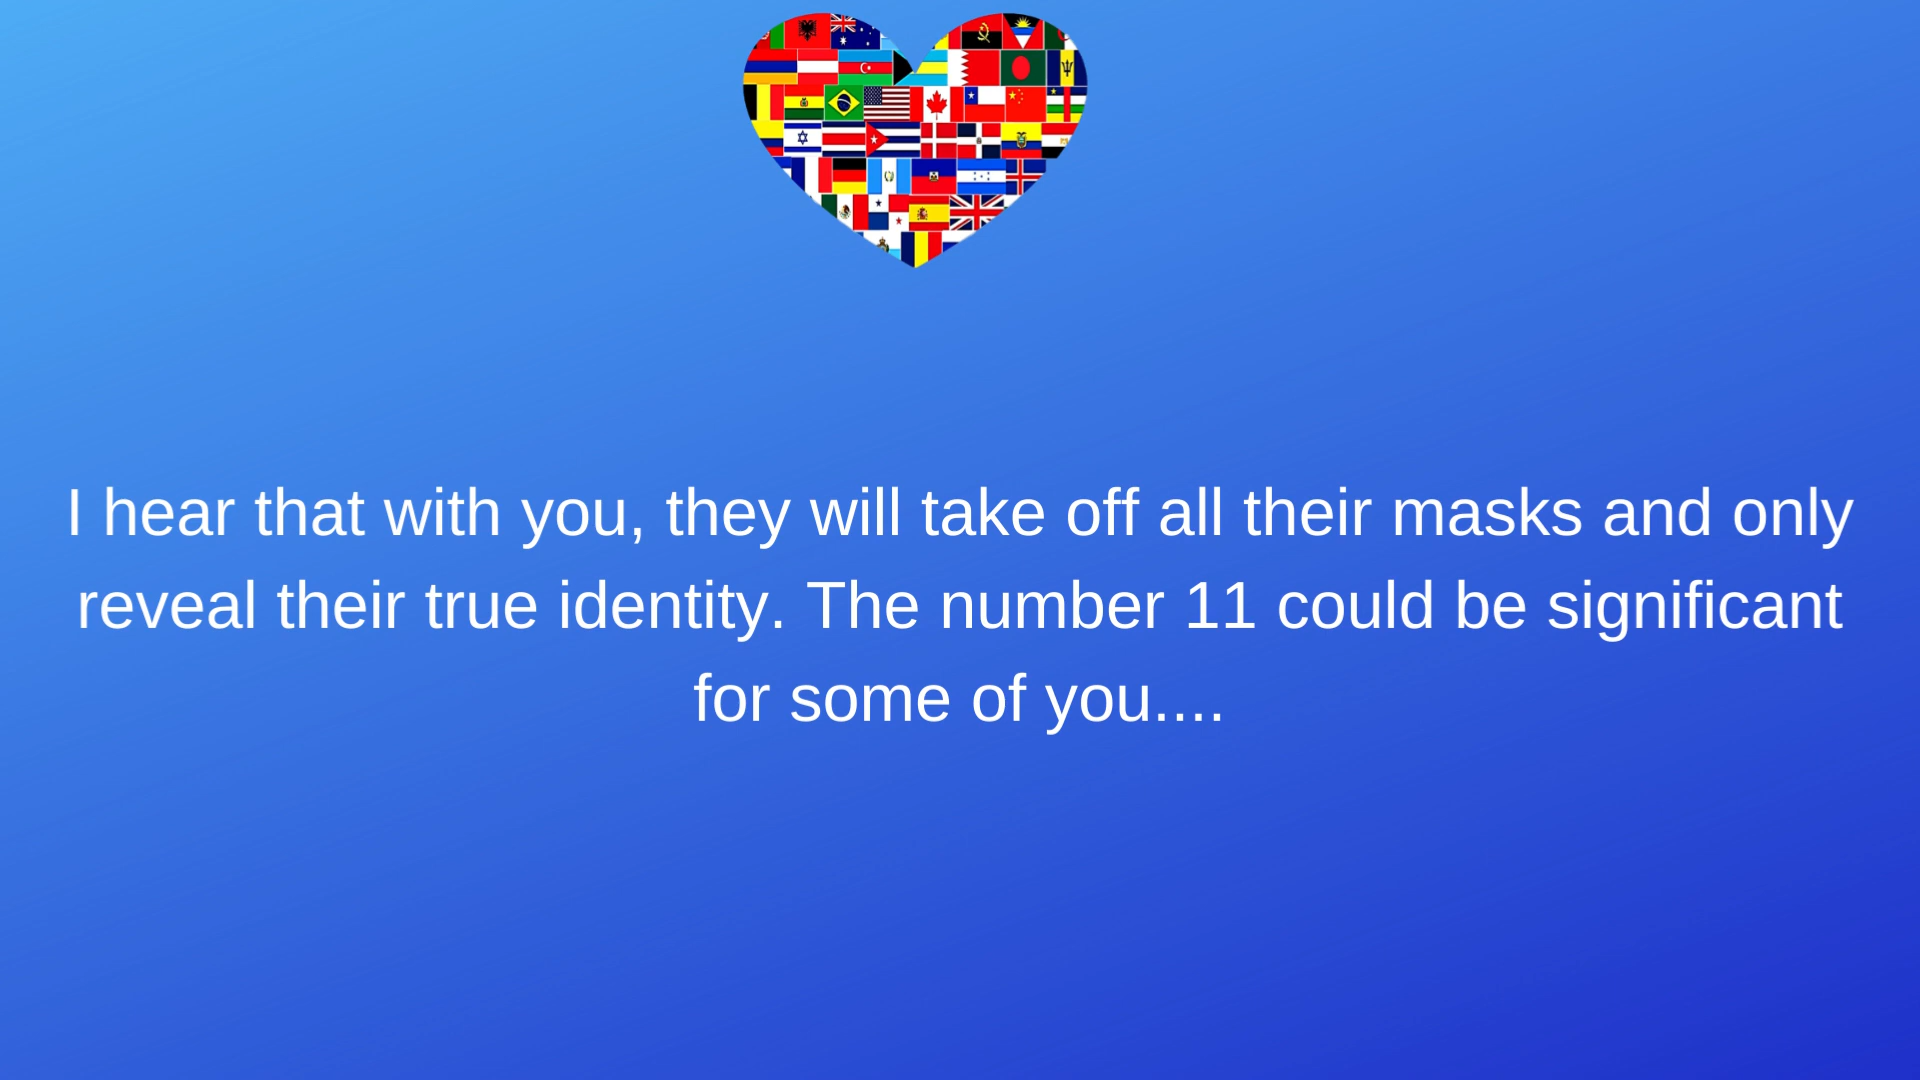 I hear that with you, they will take off all their masks and only
reveal their true identity. The number 11 could be significant
for some of you....